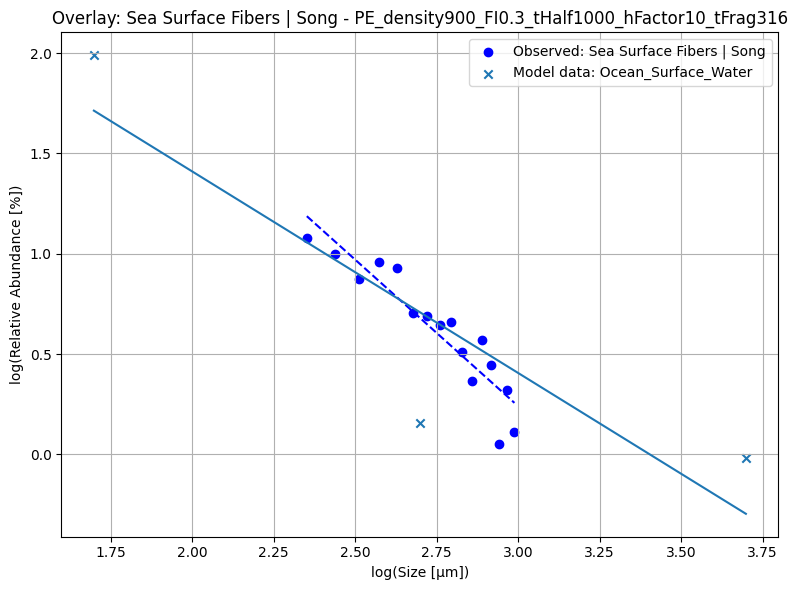 Overlay: Sea Surface Fibers | Song - PE_density900_FI0.3_tHalf1000_hFactor10_tFrag316
Observed: Sea Surface Fibers | Song
Model data: Ocean_Surface_Water
log(Relative Abundance [%])
2.0
1.5
1.0
0.5
0.0
1.75 2.00 2.25 2.50 2.75 3.00 3.25 3.50 3.75
log(Size [µm])